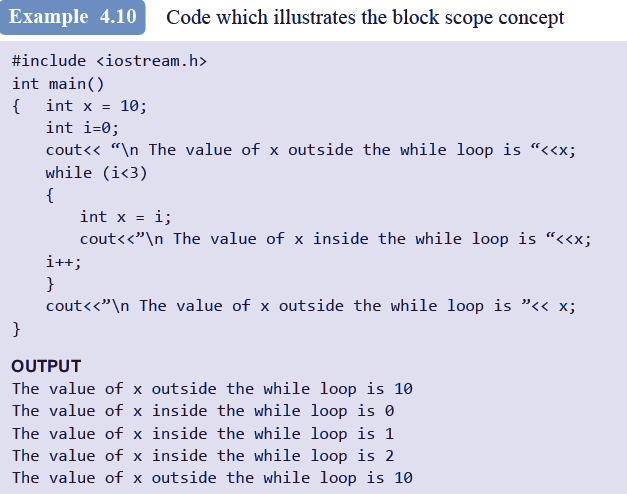 Example 4.10 Code which illustrates the block scope concept
#include <iostream.h>
int main()
{ int x = 10;
int i=0;
cout<< “\n The value of x outside the while loop is “<<x;
while (i<3)
{
int x = i;
cout<<”\n The value of x inside the while loop is “<<x;
i++;
}
cout<<”\n The value of x outside the while loop is ”<< x;
}
OUTPUT
The value of x outside the while loop is 10
The value of x inside the while loop is 0
The value of x inside the while loop is 1
The value of x inside the while loop is 2
The value of x outside the while loop is 10